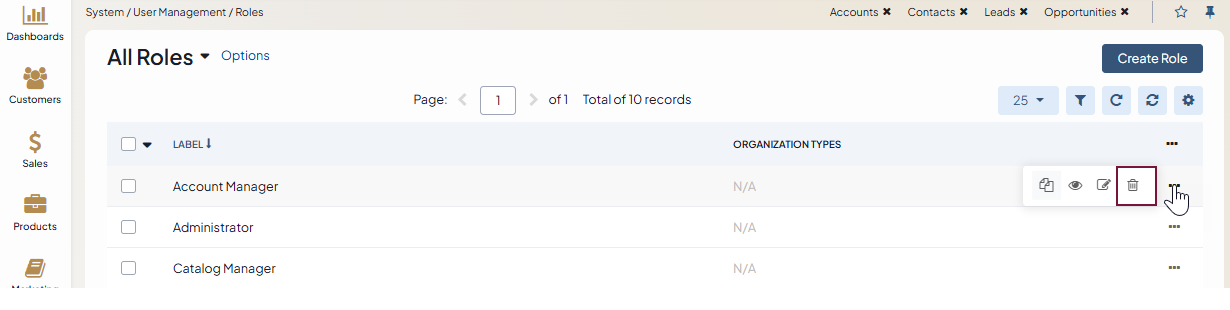 System / User Management / Roles
Accounts ✖ Contacts ✖ Leads ✖ Opportunities ✖
Dashboards
Customers
Sales
Products
Marketing
All Roles Options
Create Role
Page: 1 of 1 Total of 10 records
25
LABEL ORGANIZATION TYPES
Account Manager N/A
Administrator N/A
Catalog Manager N/A